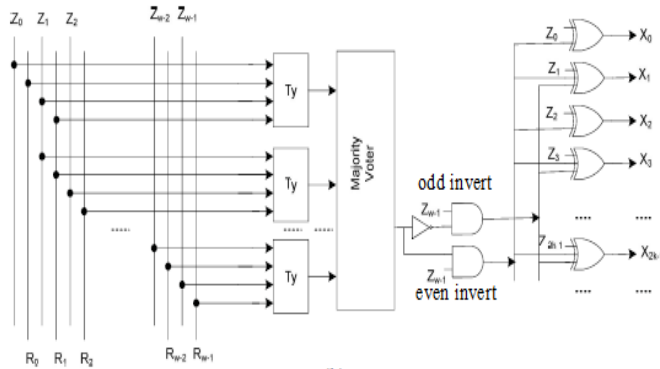 Z0 Z1 Z2 Zw-2 Zw-1
Ty
Ty
Ty
.....
.....
Majority
Voter
odd invert
Zw-1
even invert
Zw-1
Z0 X0
Z1 X1
Z2 X2
Z3 X3
.... ....
X2k-
.... ....
R0 R1 R2 Rw-2 Rw-1